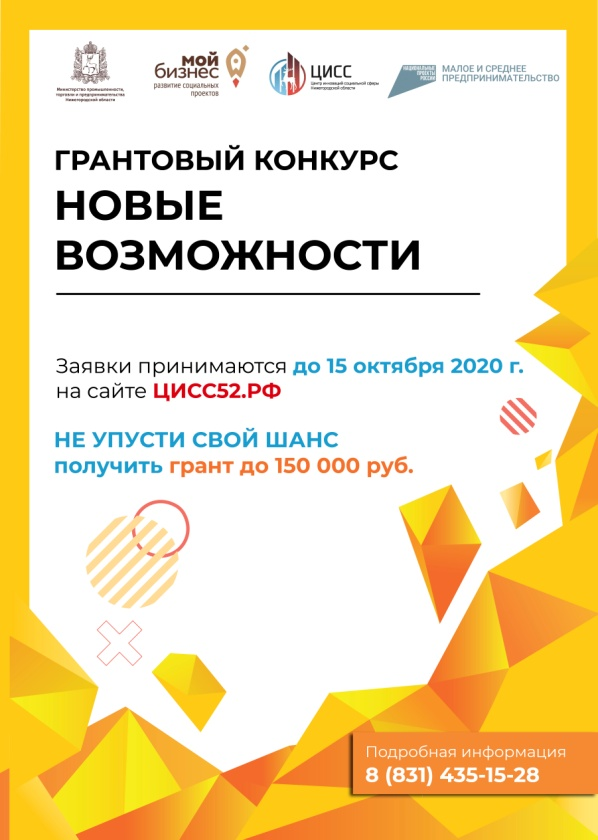 Министерство промышленности,
торговли и предпринимательства
Нижегородской области
МОЙ
бизнес
развитие социальных
проектов
ЦИСС
Центр инноваций социальной сферы
Нижегородской области
НАЦИОНАЛЬНЫЕ
ПРОЕКТЫ
РОССИИ
МАЛОЕ И СРЕДНЕЕ
ПРЕДПРИНИМАТЕЛЬСТВО
ГРАНТОВЫЙ КОНКУРС
НОВЫЕ
ВОЗМОЖНОСТИ
Заявки принимаются до 15 октября 2020 г.
на сайте ЦИСС52.РФ
НЕ УПУСТИ СВОЙ ШАНС
получить грант до 150 000 руб.
Подробная информация
8 (831) 435-15-28